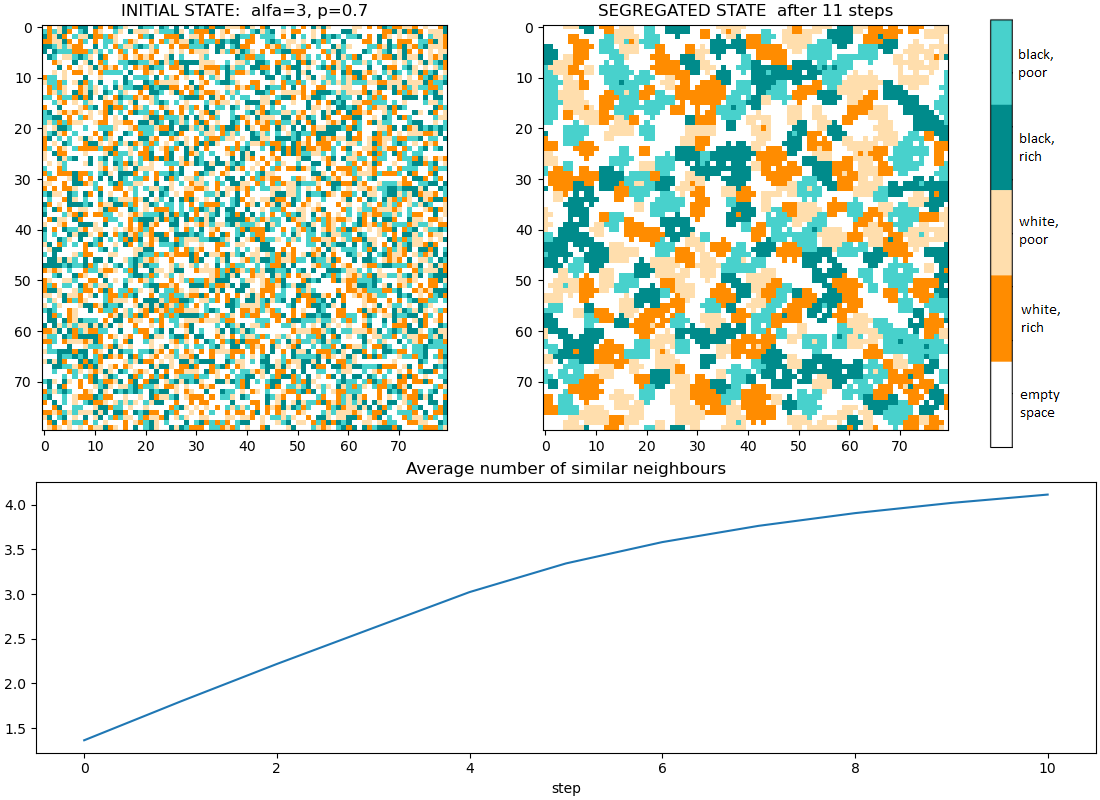 INITIAL STATE:  alfa=3, p=0.7
0
10
20
30
40
50
60
70
0 10 20 30 40 50 60 70
SEGREGATED STATE  after 11 steps
0
10
20
30
40
50
60
70
0 10 20 30 40 50 60 70
black,
poor
black,
rich
white,
poor
white,
rich
empty
space
Average number of similar neighbours
4.0
3.5
3.0
2.5
2.0
1.5
0 2 4 6 8 10
step